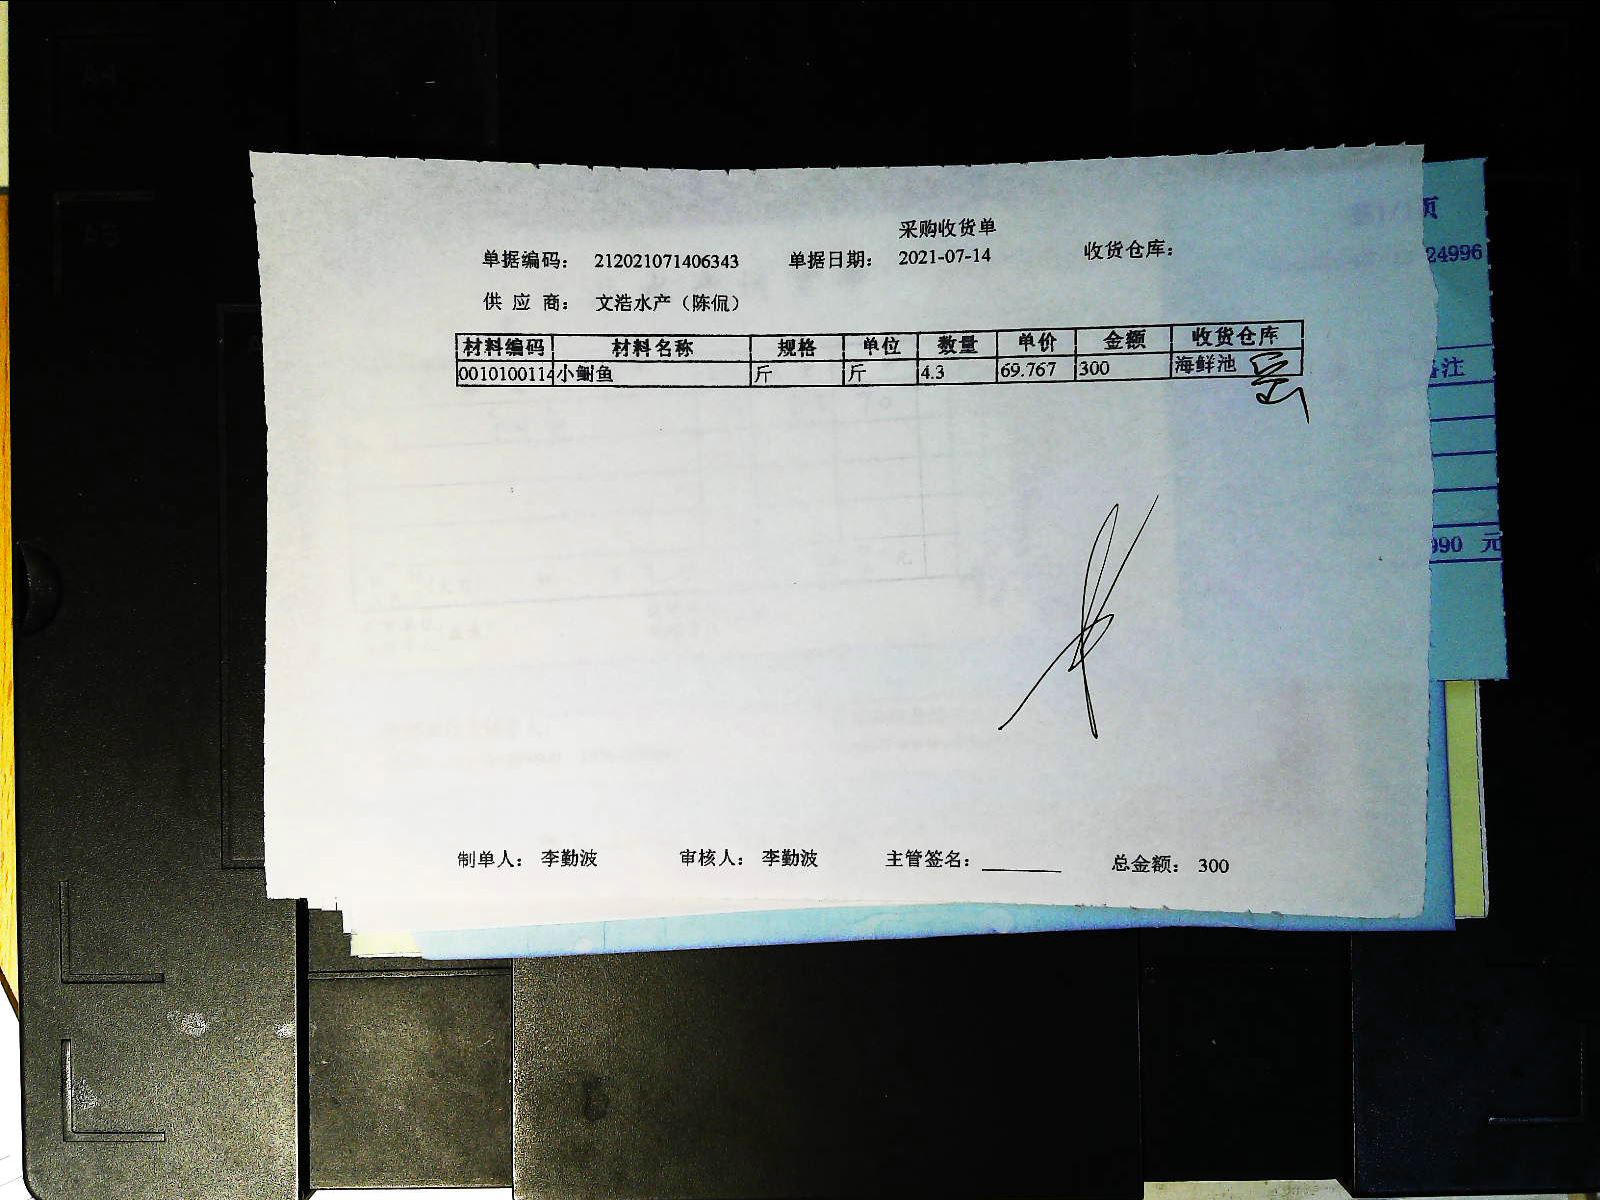 采购收货单
单据编码： 212021071406343 单据日期： 2021-07-14 收货仓库：
供 应 商： 文浩水产（陈侃）
材料编码 材料名称 规格 单位 数量 单价 金额 收货仓库
0010100114 小鲥鱼 斤 斤 4.3 69.767 300 海鲜池
制单人： 李勤波 审核人： 李勤波 主管签名： 总金额： 300
页
24996
备注
990 元